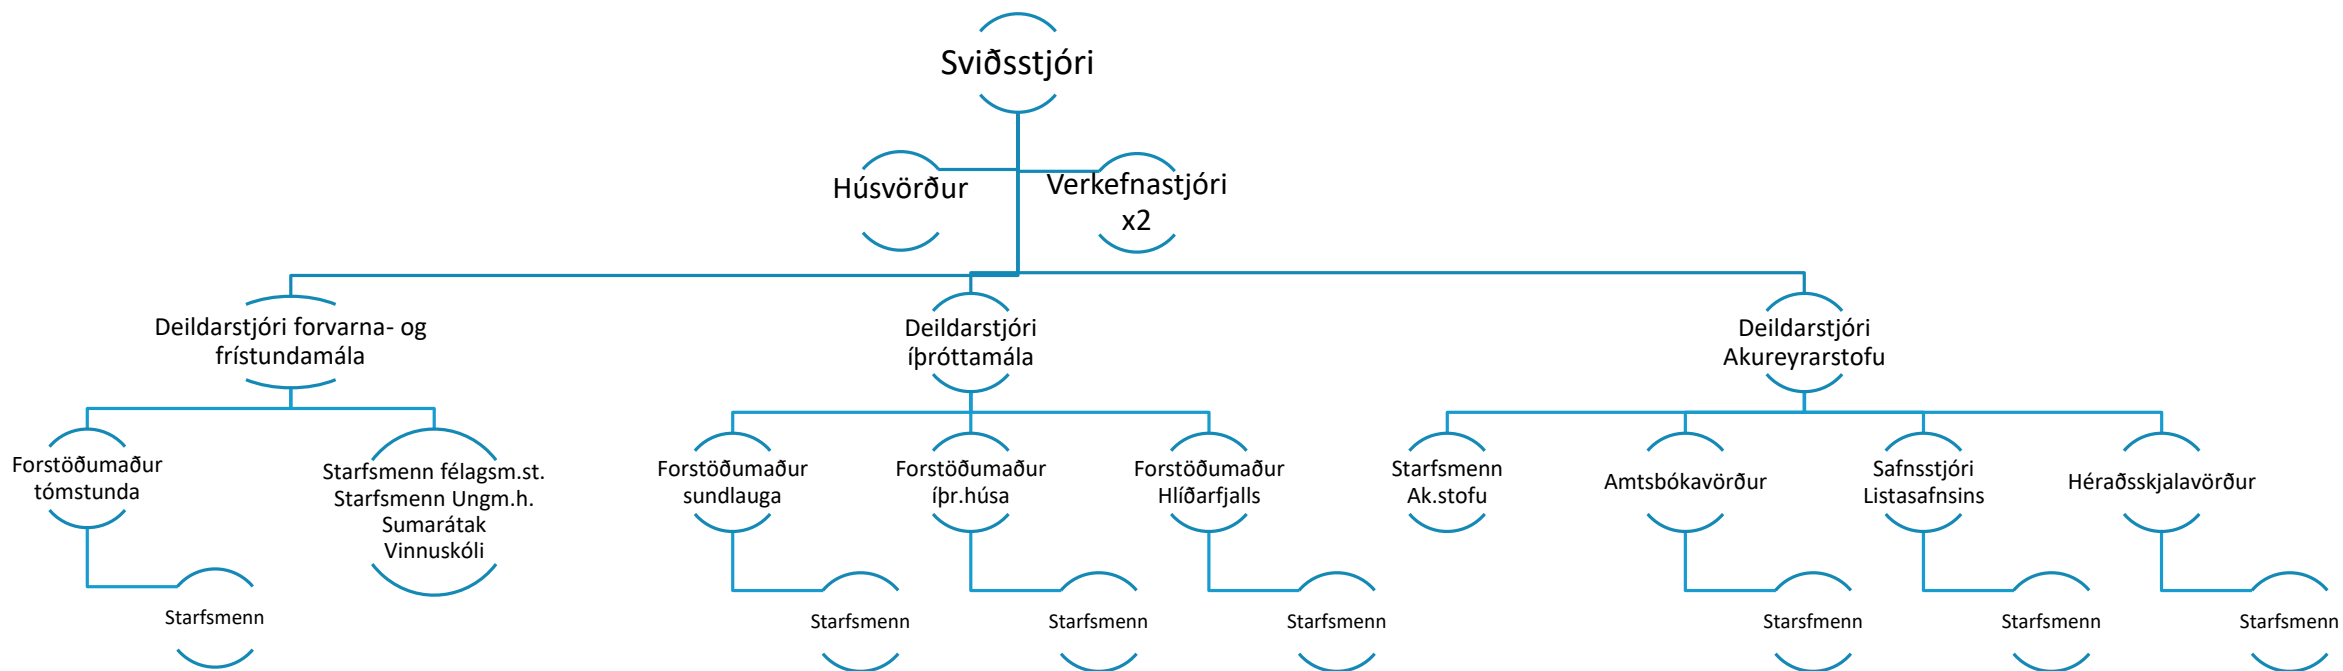 Sviðsstjóri
Húsvörður
Verkefnastjóri
x2
Deildarstjóri forvarna- og
frístundamála
Deildarstjóri
íþróttamála
Deildarstjóri
Akureyrarstofu
Forstöðumaður
tómstunda
Starfsmenn félagsm.st.
Starfsmenn Ungm.h.
Sumarátak
Vinnuskóli
Forstöðumaður
sundlauga
Forstöðumaður
íþr.húsa
Forstöðumaður
Hlíðarfjalls
Starfsmenn
Ak.stofu
Amtsbókavörður
Safnsstjóri
Listasafnsins
Héraðsskjalavörður
Starfsmenn
Starfsmenn
Starfsmenn
Starfsmenn
Starsfmenn
Starfsmenn
Starfsmenn